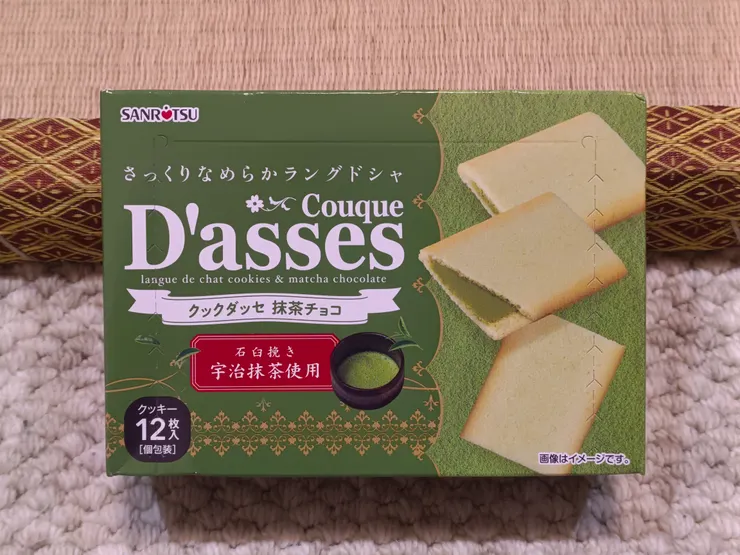 SANRITSU
さっくりなめらかラングドシャ
Couque
D'asses
langue de chat cookies & matcha chocolate
クックダッセ 抹茶チョコ
石臼挽き
宇治抹茶使用
クッキー
12枚入
[個包装]
画像はイメージです。